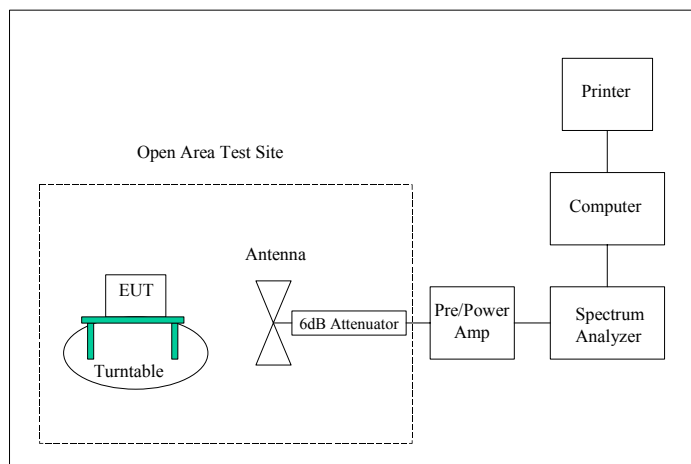 Printer
Open Area Test Site
Computer
Antenna
EUT
6dB Attenuator
Pre/Power
Amp
Spectrum
Analyzer
Turntable